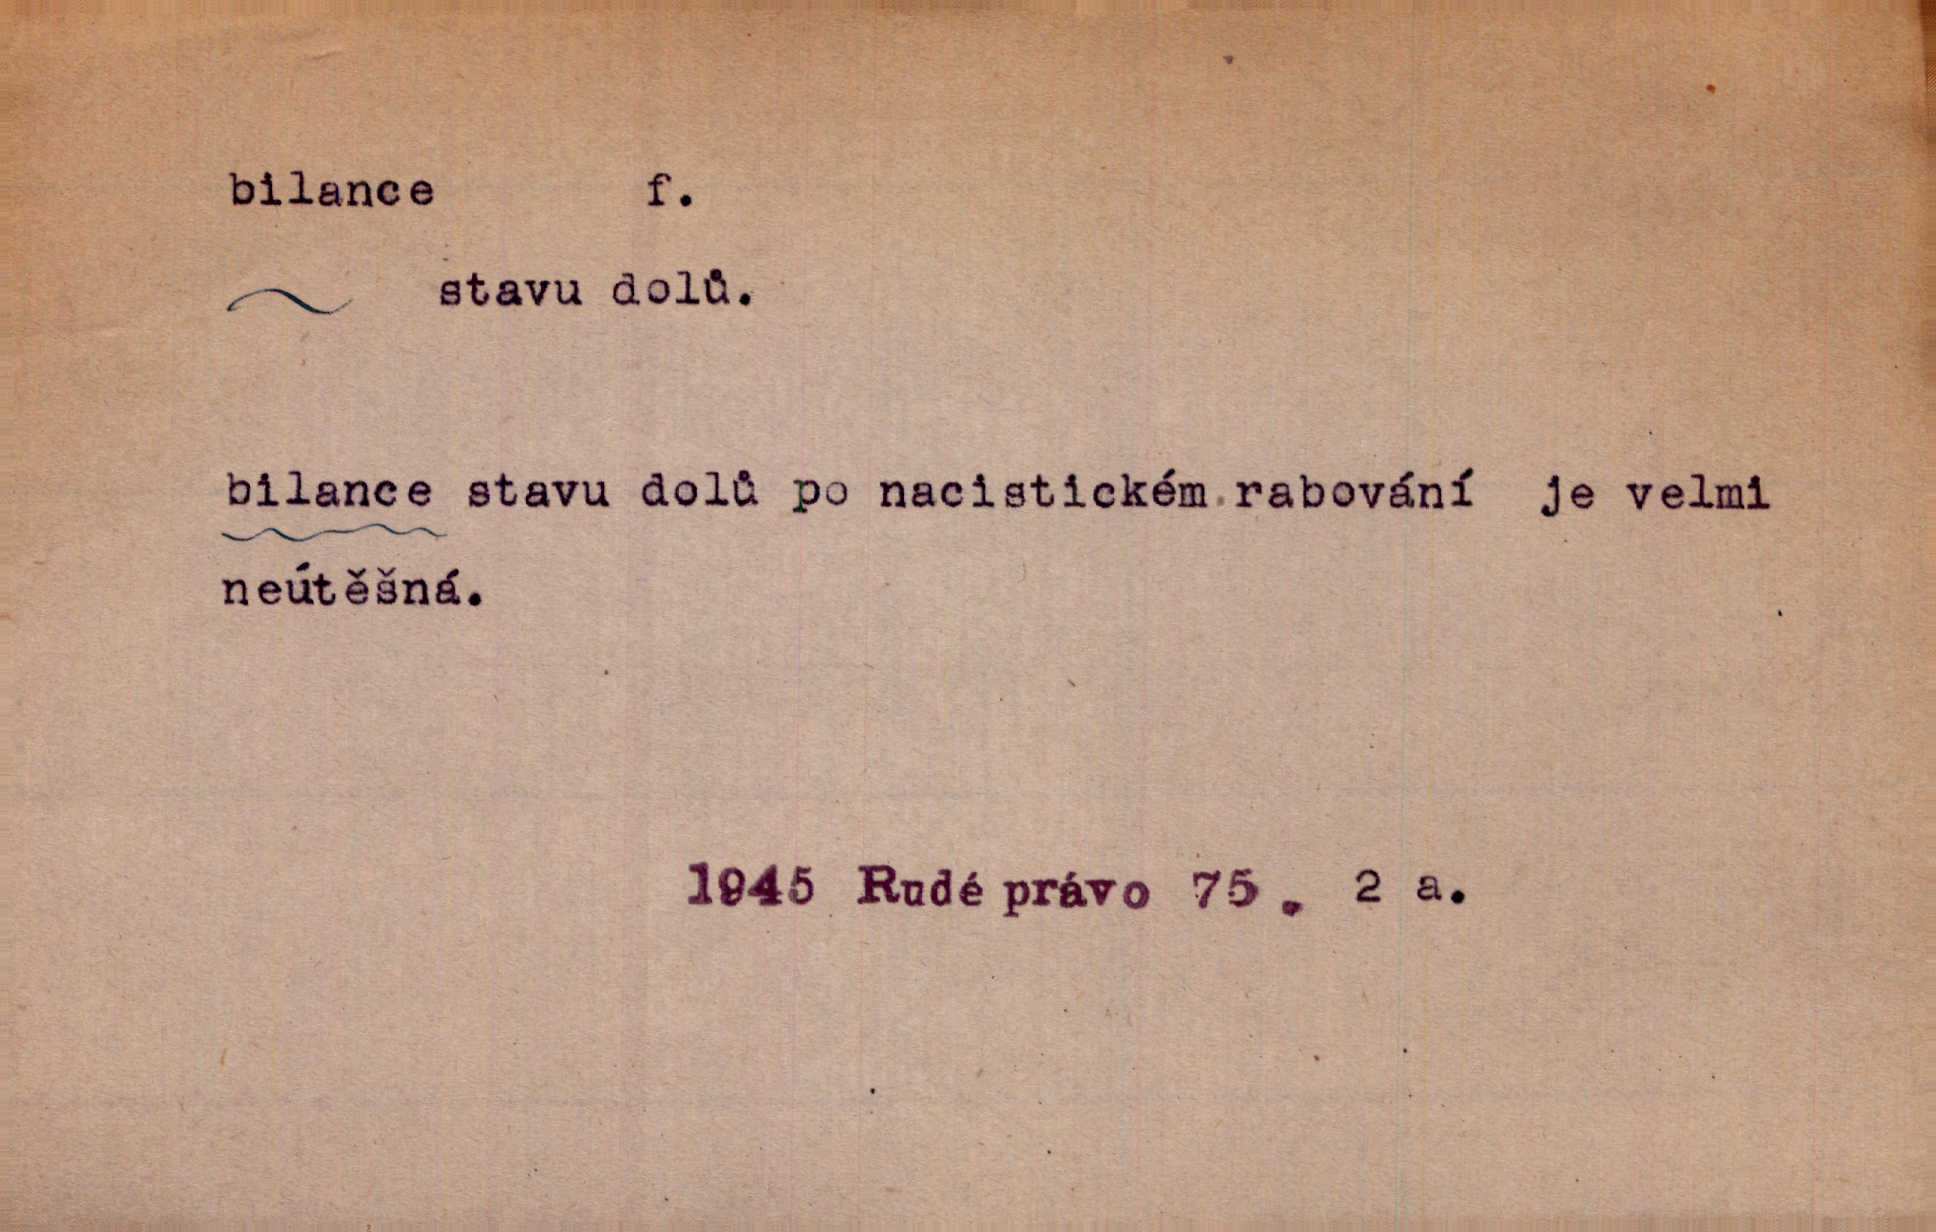 bilance f.
~ stavu dolů.
bilance stavu dolů po nacistickém rabování je velmi
neútěšná.
1945 Rudé právo 75. 2 a.